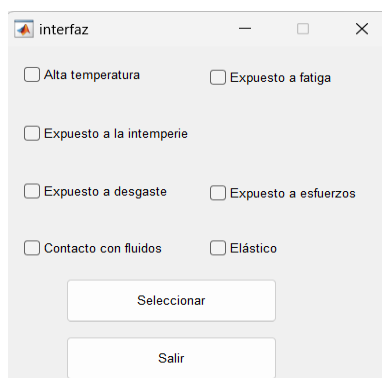 interfaz
Alta temperatura
Expuesto a fatiga
Expuesto a la intemperie
Expuesto a desgaste
Expuesto a esfuerzos
Contacto con fluidos
Elástico
Seleccionar
Salir